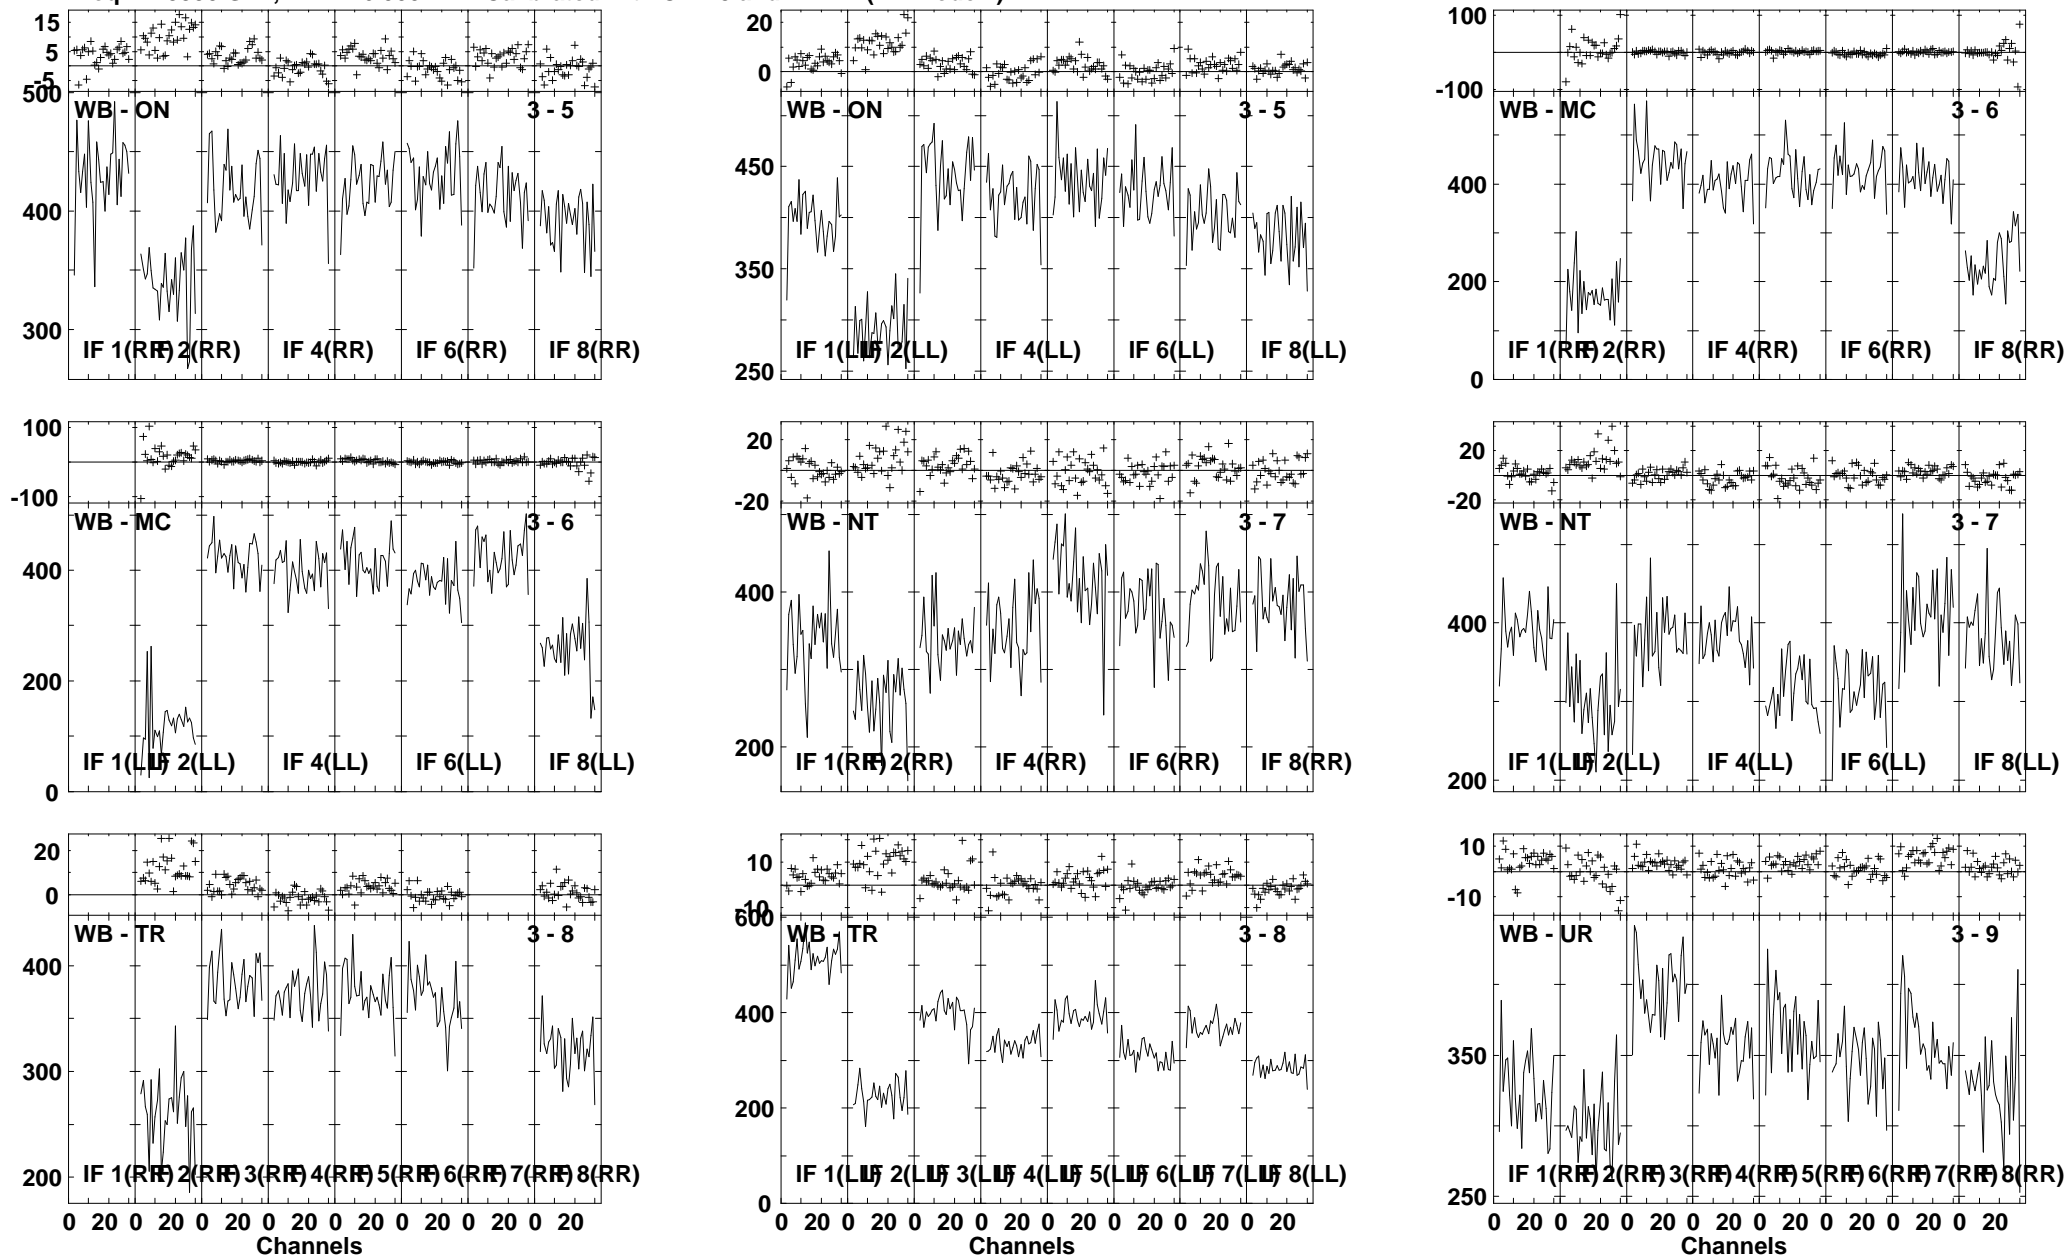 15 5 -5
20 0
100 -100
500 400 300
WB - ON 3 - 5
IF 1(RR) IF 2(RR) IF 4(RR) IF 6(RR) IF 8(RR)
450 350 250
WB - ON 3 - 5
IF 1(LL) IF 2(LL) IF 4(LL) IF 6(LL) IF 8(LL)
400 200 0
WB - MC 3 - 6
IF 1(RR) IF 2(RR) IF 4(RR) IF 6(RR) IF 8(RR)
100 -100
20 0 -20
20 0 -20
400 200 0
WB - MC 3 - 6
IF 1(LL) IF 2(LL) IF 4(LL) IF 6(LL) IF 8(LL)
400 200
WB - NT 3 - 7
IF 1(RR) IF 2(RR) IF 4(RR) IF 6(RR) IF 8(RR)
400 200
WB - NT 3 - 7
IF 1(LL) IF 2(LL) IF 4(LL) IF 6(LL) IF 8(LL)
20 0
10 -10
10 -10
400 300 200
WB - TR 3 - 8
IF 1(RR) IF 2(RR) IF 3(RR) IF 4(RR) IF 5(RR) IF 6(RR) IF 7(RR) IF 8(RR)
600 400 200 0
WB - TR 3 - 8
IF 1(LL) IF 2(LL) IF 3(LL) IF 4(LL) IF 5(LL) IF 6(LL) IF 7(LL) IF 8(LL)
350 250
WB - UR 3 - 9
IF 1(RR) IF 2(RR) IF 3(RR) IF 4(RR) IF 5(RR) IF 6(RR) IF 7(RR) IF 8(RR)
0 20 0 20 0 20 0 20 0 20 0 20 0 20 0 20
0 20 0 20 0 20 0 20 0 20 0 20 0 20 0 20
0 20 0 20 0 20 0 20 0 20 0 20 0 20 0 20
Channels
Channels